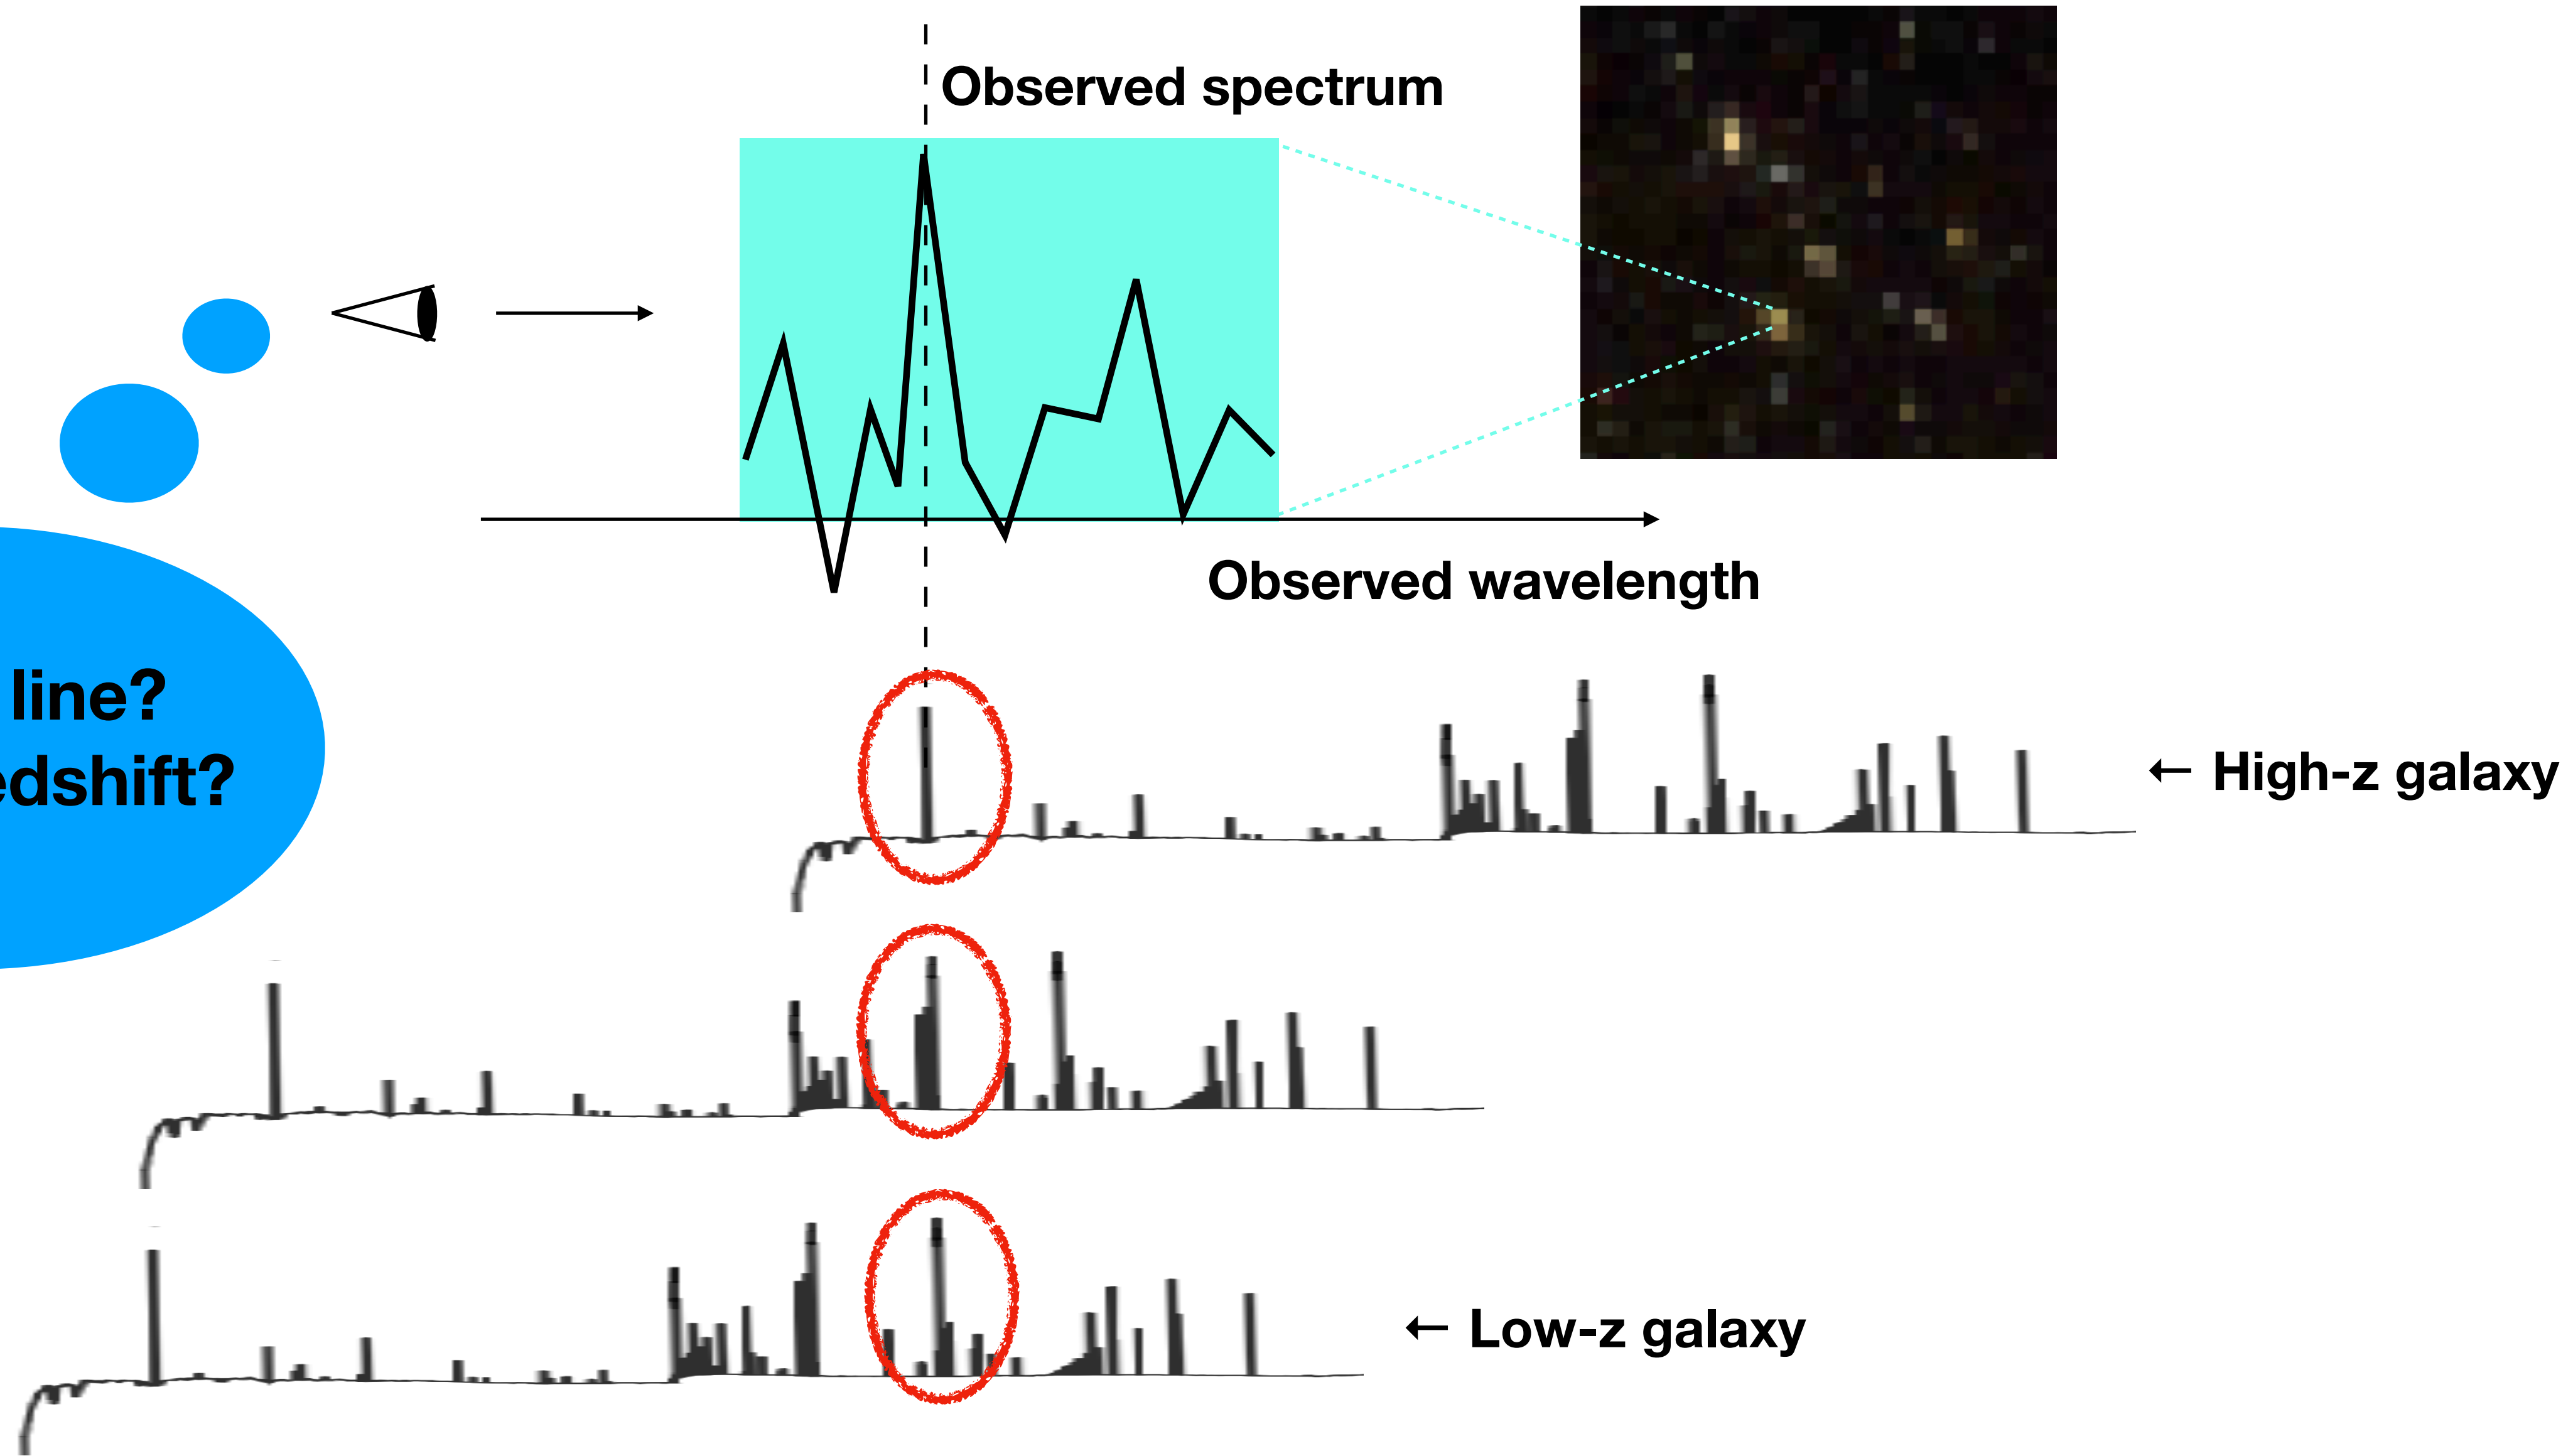 Observed spectrum
Observed wavelength
line?
edshift?
← High-z galaxy
← Low-z galaxy